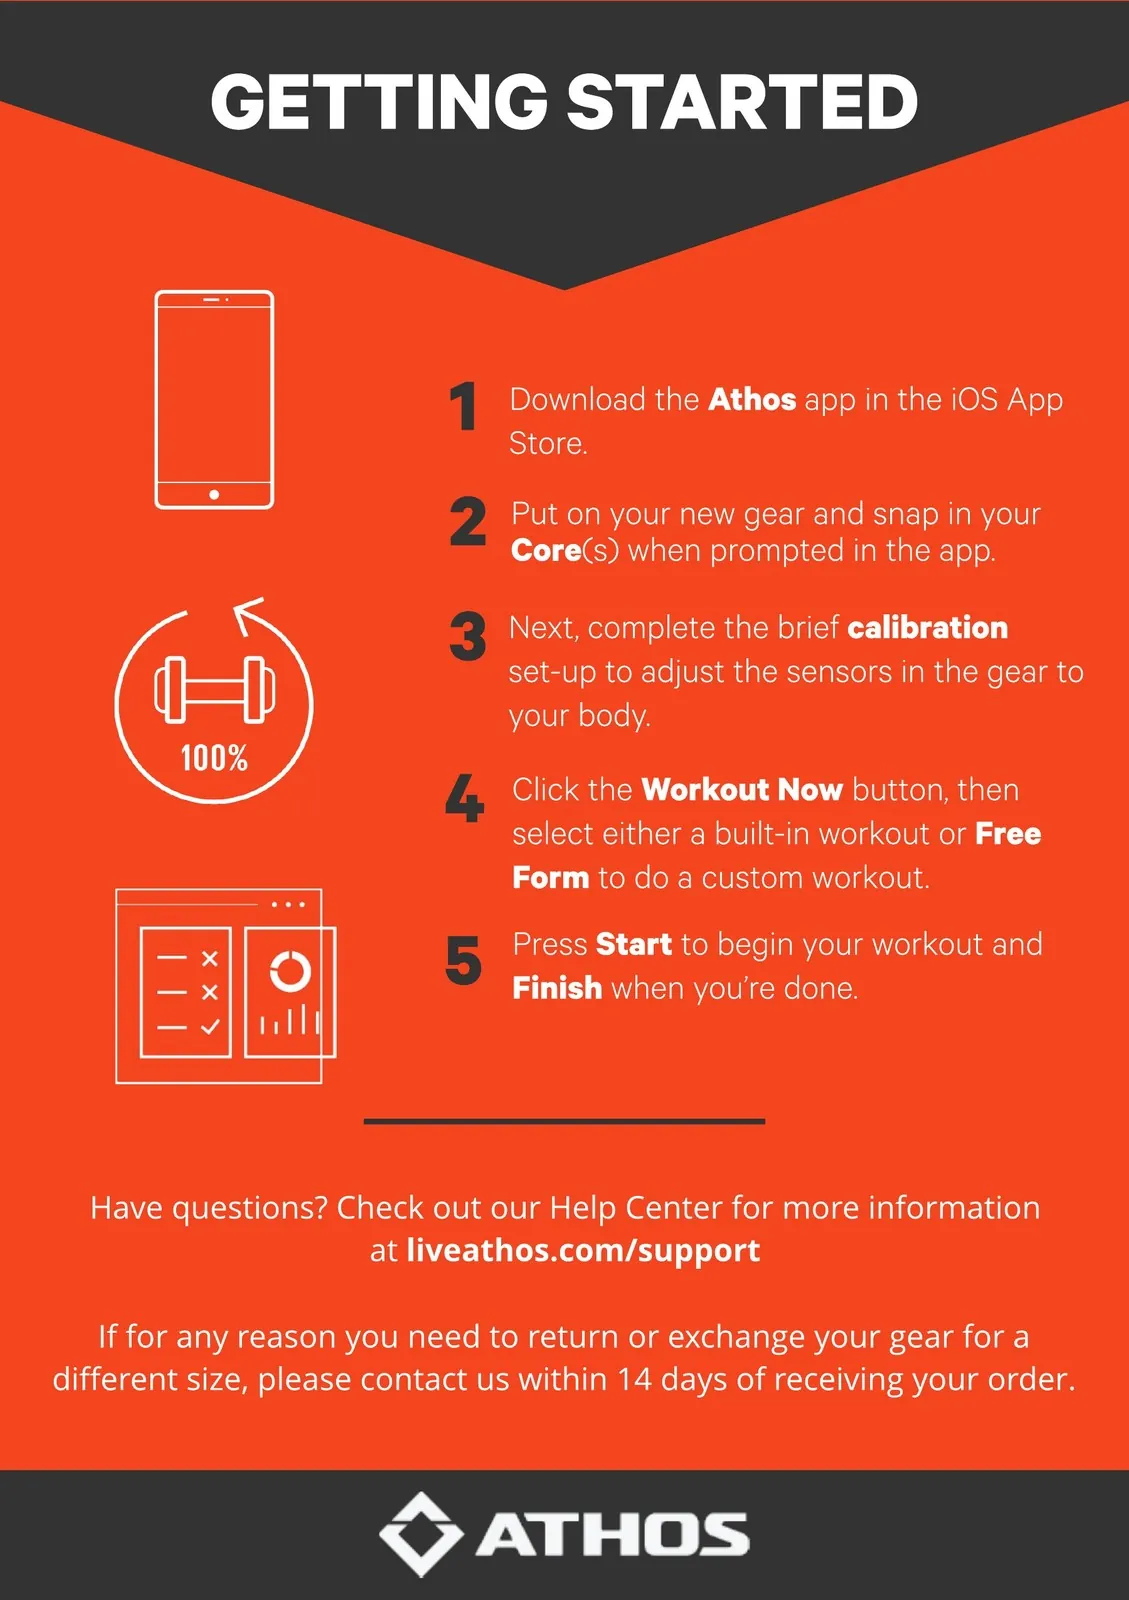 GETTING STARTED
1 Download the Athos app in the iOS App
Store.
2 Put on your new gear and snap in your
Core(s) when prompted in the app.
3 Next, complete the brief calibration
set-up to adjust the sensors in the gear to
your body.
100%
4 Click the Workout Now button, then
select either a built-in workout or Free
Form to do a custom workout.
5 Press Start to begin your workout and
Finish when you're done.
Have questions? Check out our Help Center for more information
at liveathos.com/support
If for any reason you need to return or exchange your gear for a
different size, please contact us within 14 days of receiving your order.
ATHOS